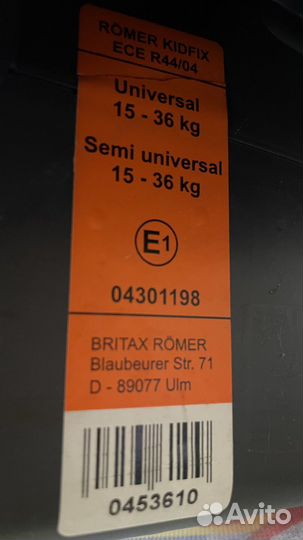 RÖMER KIDFIX
ECE R44/04
Universal
15 - 36 kg
Semi universal
15 - 36 kg
E1
04301198
BRITAX RÖMER
Blaubeurer Str. 71
D - 89077 Ulm
0453610
Avito